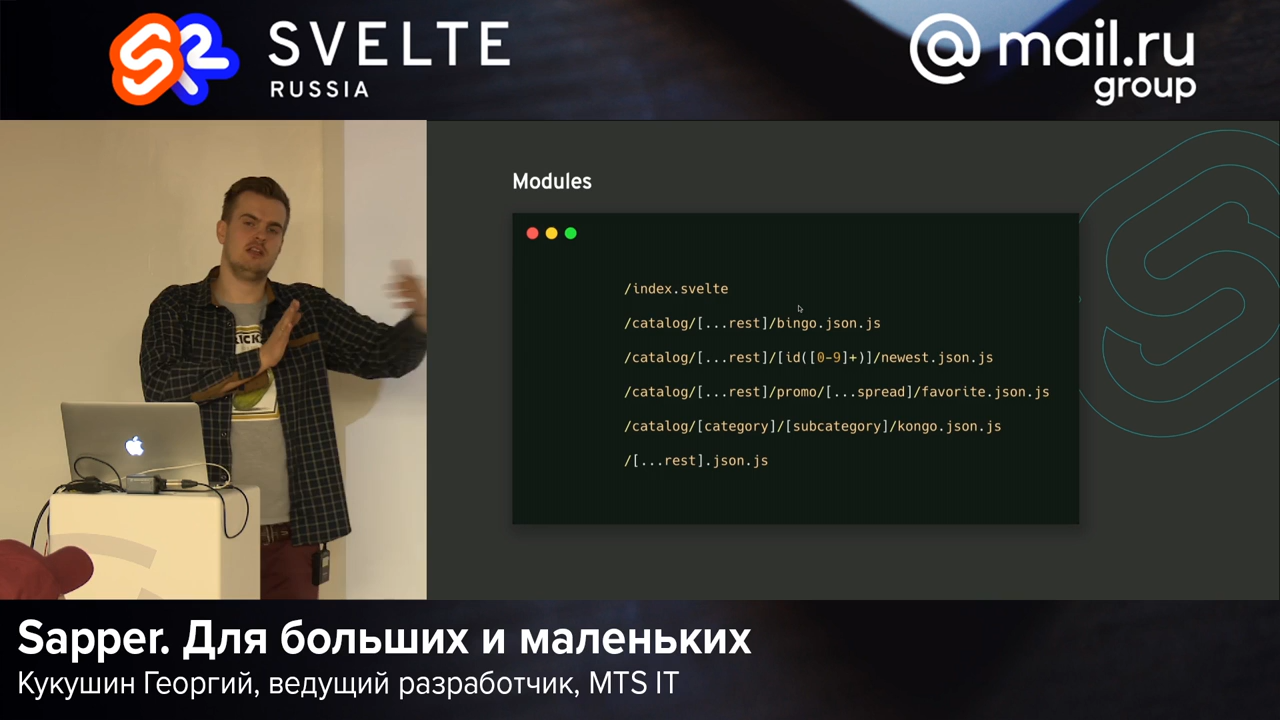 SVELTE
RUSSIA
@mail.ru
group
Modules
/index.svelte
/catalog/[...rest]/bingo.json.js
/catalog/[...rest]/[id([0-9]+)]/newest.json.js
/catalog/[...rest]/promo/[...spread]/favorite.json.js
/catalog/[category]/[subcategory]/kongo.json.js
/[...rest].json.js
Sapper. Для больших и маленьких
Кукушин Георгий, ведущий разработчик, MTS IT